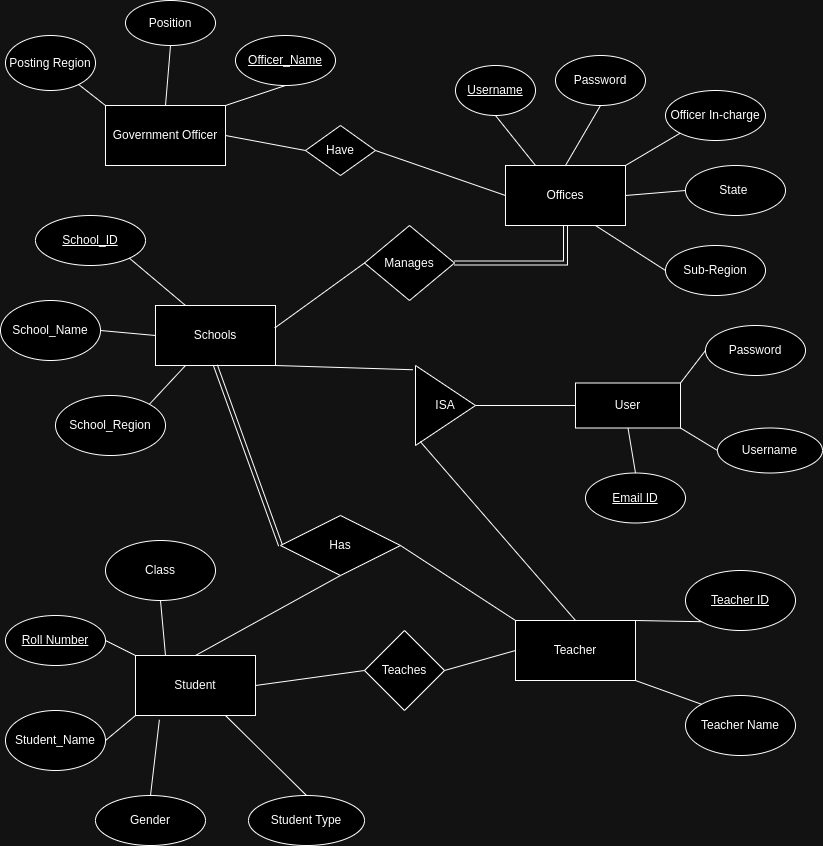 Position
Posting Region
Officer_Name
Government Officer
Have
Username
Password
Officer In-charge
Offices
State
Sub-Region
School_ID
Manages
School_Name
Schools
School_Region
ISA
User
Password
Username
Email ID
Has
Class
Roll Number
Student
Teaches
Teacher
Teacher ID
Teacher Name
Student_Name
Gender
Student Type